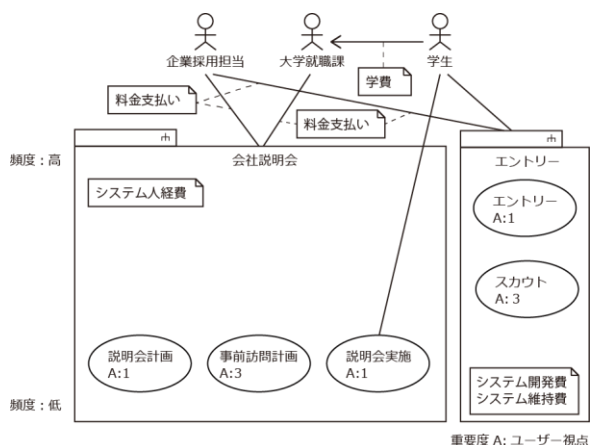 企業採用担当
大学就職課
学生
学費
料金支払い
料金支払い
頻度：高
会社説明会
エントリー
システム人経費
エントリー
A:1
スカウト
A: 3
説明会計画
A:1
事前訪問計画
A:3
説明会実施
A:1
システム開発費
システム維持費
頻度：低
重要度 A: ユーザー視点